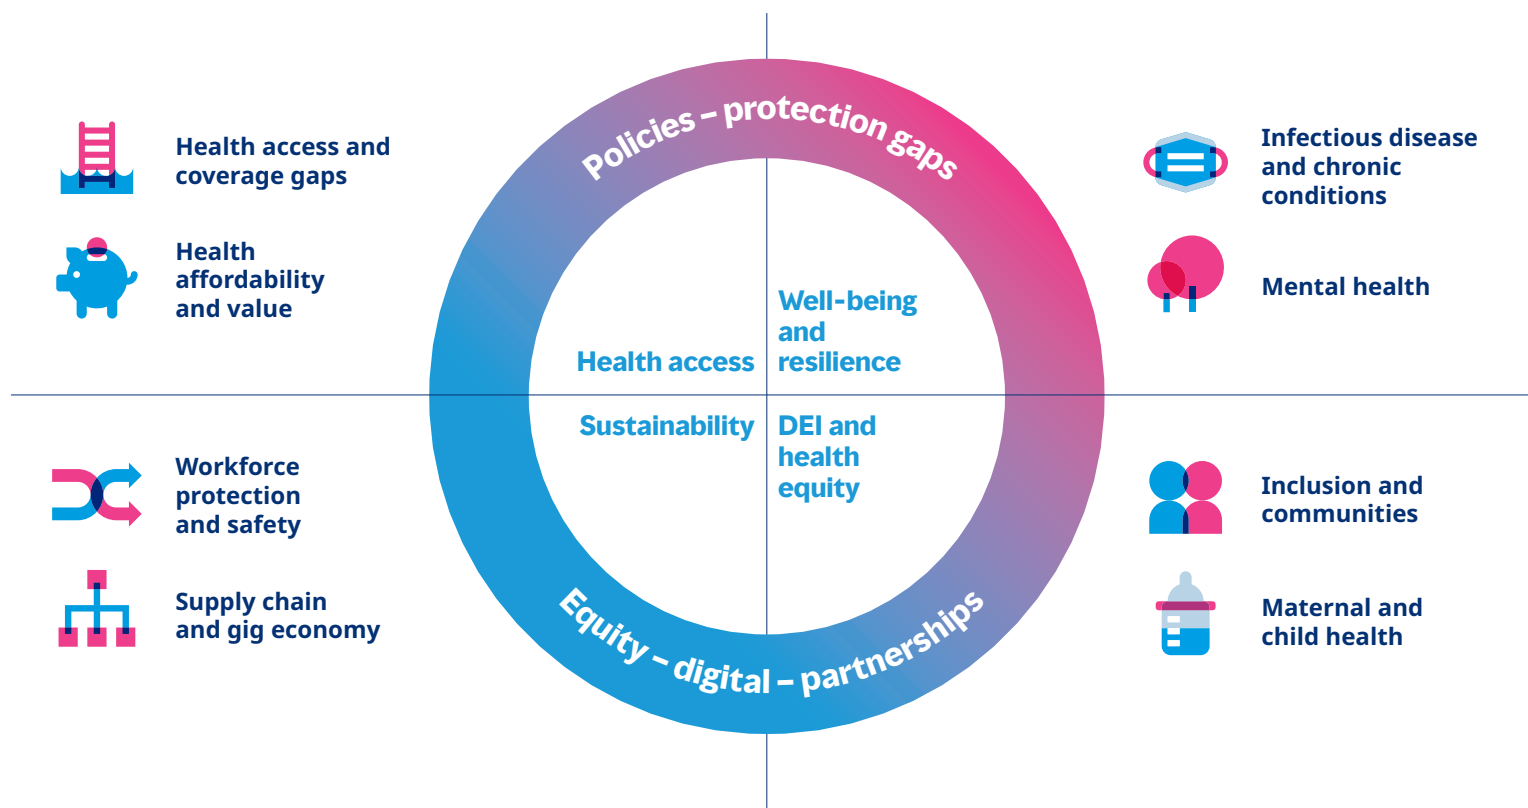 Policies – protection gaps
Health access and
coverage gaps
Health
affordability
and value
Infectious disease
and chronic
conditions
Mental health
Health access
Well-being
and
resilience
Sustainability
DEI and
health
equity
Workforce
protection
and safety
Supply chain
and gig economy
Inclusion and
communities
Maternal and
child health
Equity – digital – partnerships